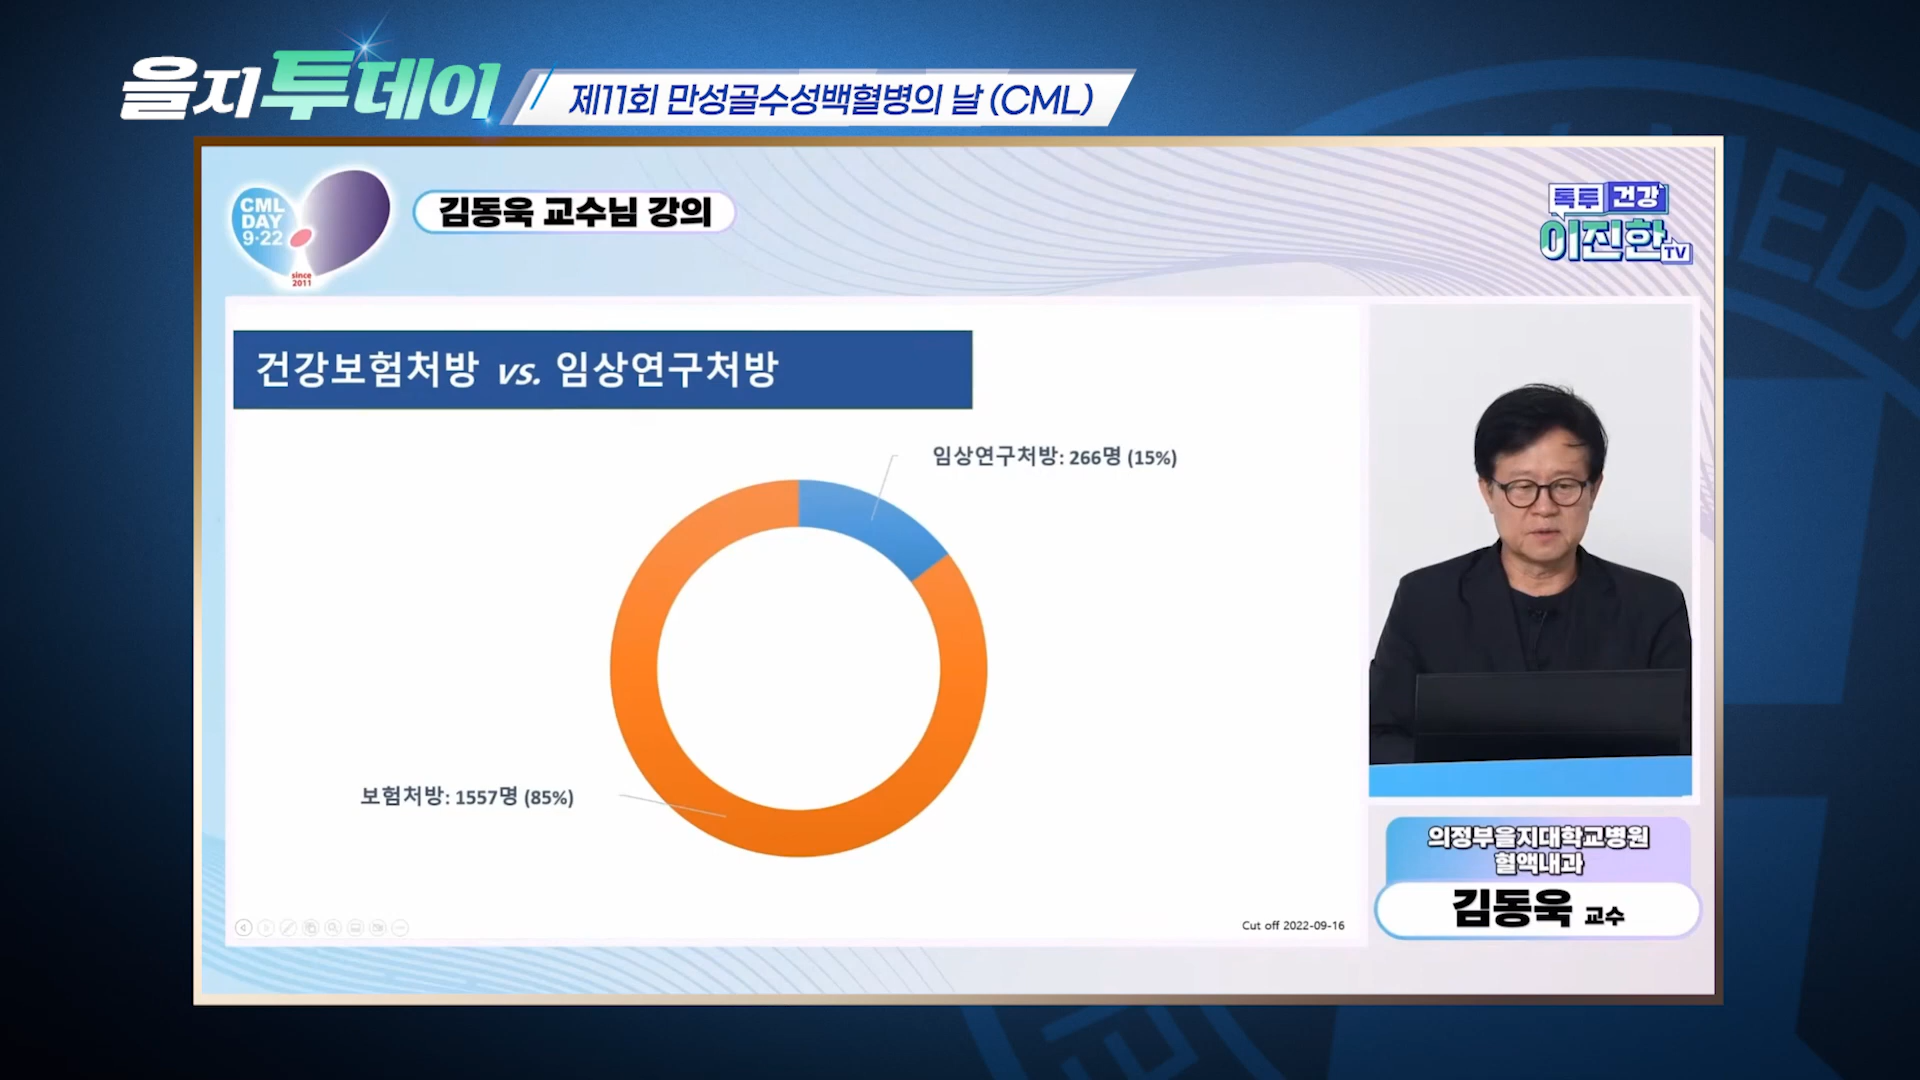 을지투데이
제11회 만성골수성백혈병의 날 (CML)
CML
DAY
9·22
since
2011
김동욱 교수님 강의
톡투 건강
이진한 TV
건강보험처방 vs. 임상연구처방
임상연구처방: 266명 (15%)
보험처방: 1557명 (85%)
Cut off 2022-09-16
의정부을지대학교병원
혈액내과
김동욱 교수